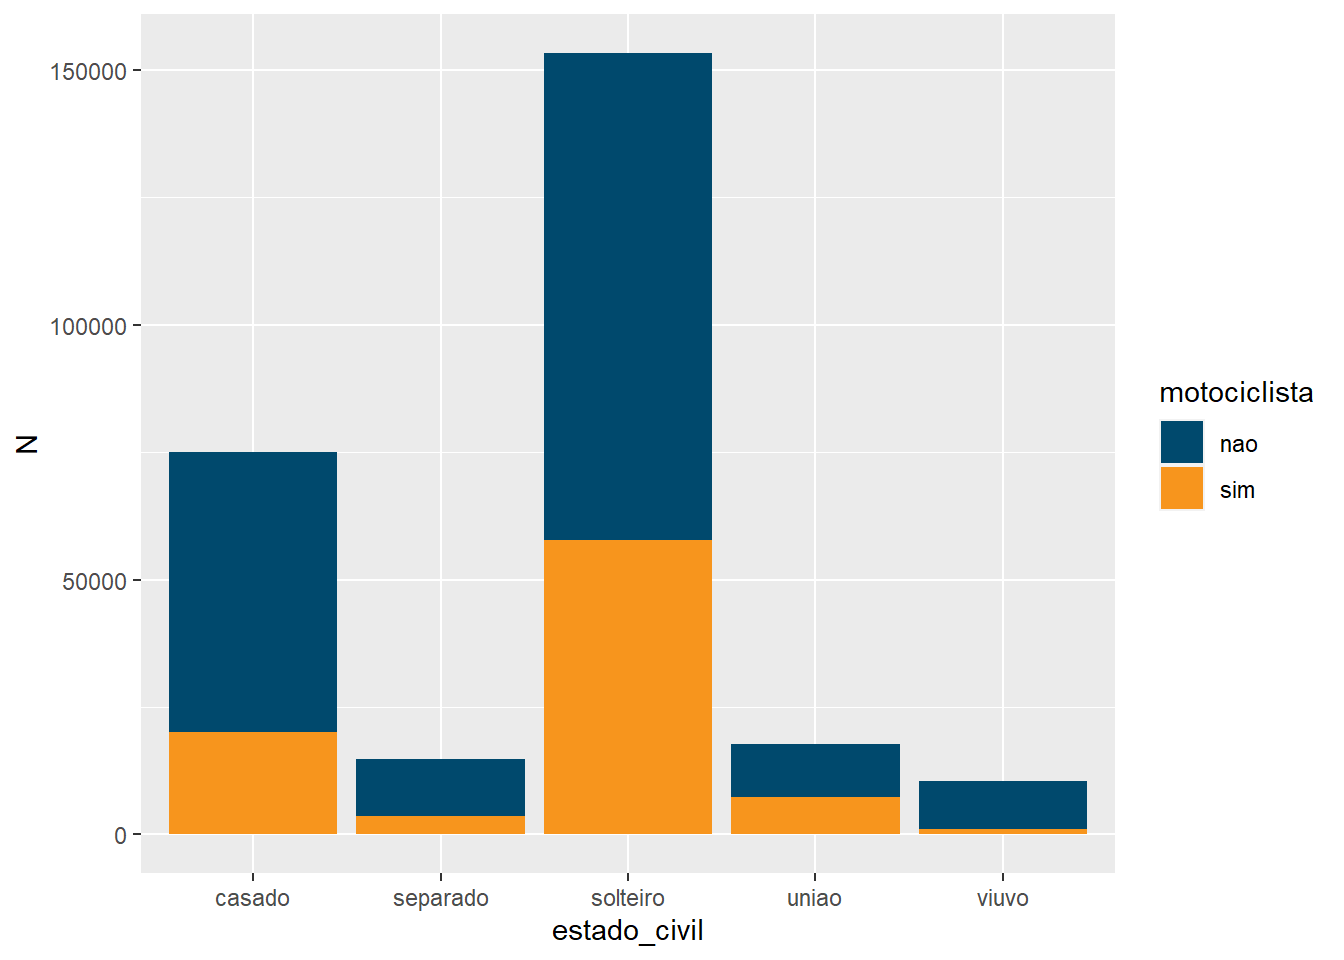 150000
100000
50000
0
N
casado separado solteiro uniao viuvo
estado_civil
motociclista
nao
sim